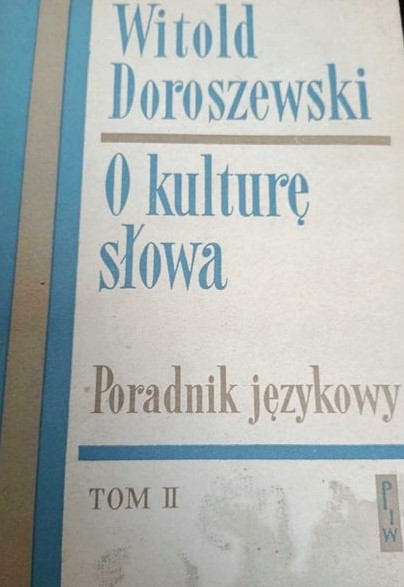 Witold
Doroszewski
O kulturę
słowa
Poradnik językowy
TOM II
PIW